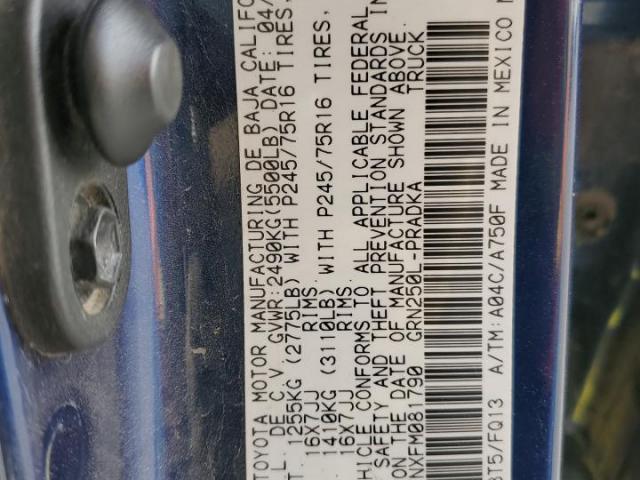 TOYOTA MOTOR MANUFACTURING DE BAJA CALIFO
DE C.V. GVWR:2490KG(5500LB) DATE: 04/
1255KG (2775LB) WITH P245/75R16 TIRES,
16X7JJ RIMS
1410KG (3110LB) WITH P245/75R16 TIRES,
16X7JJ RIMS
HICLE CONFORMS TO ALL APPLICABLE FEDERAL
SAFETY AND THEFT PREVENTION STANDARDS IN
ON THE DATE OF MANUFACTURE SHOWN ABOVE.
NXFM081790 GRN250L-PRADKA TRUCK
8T5/FQ13 A/TM:A04C/A750F MADE IN MEXICO